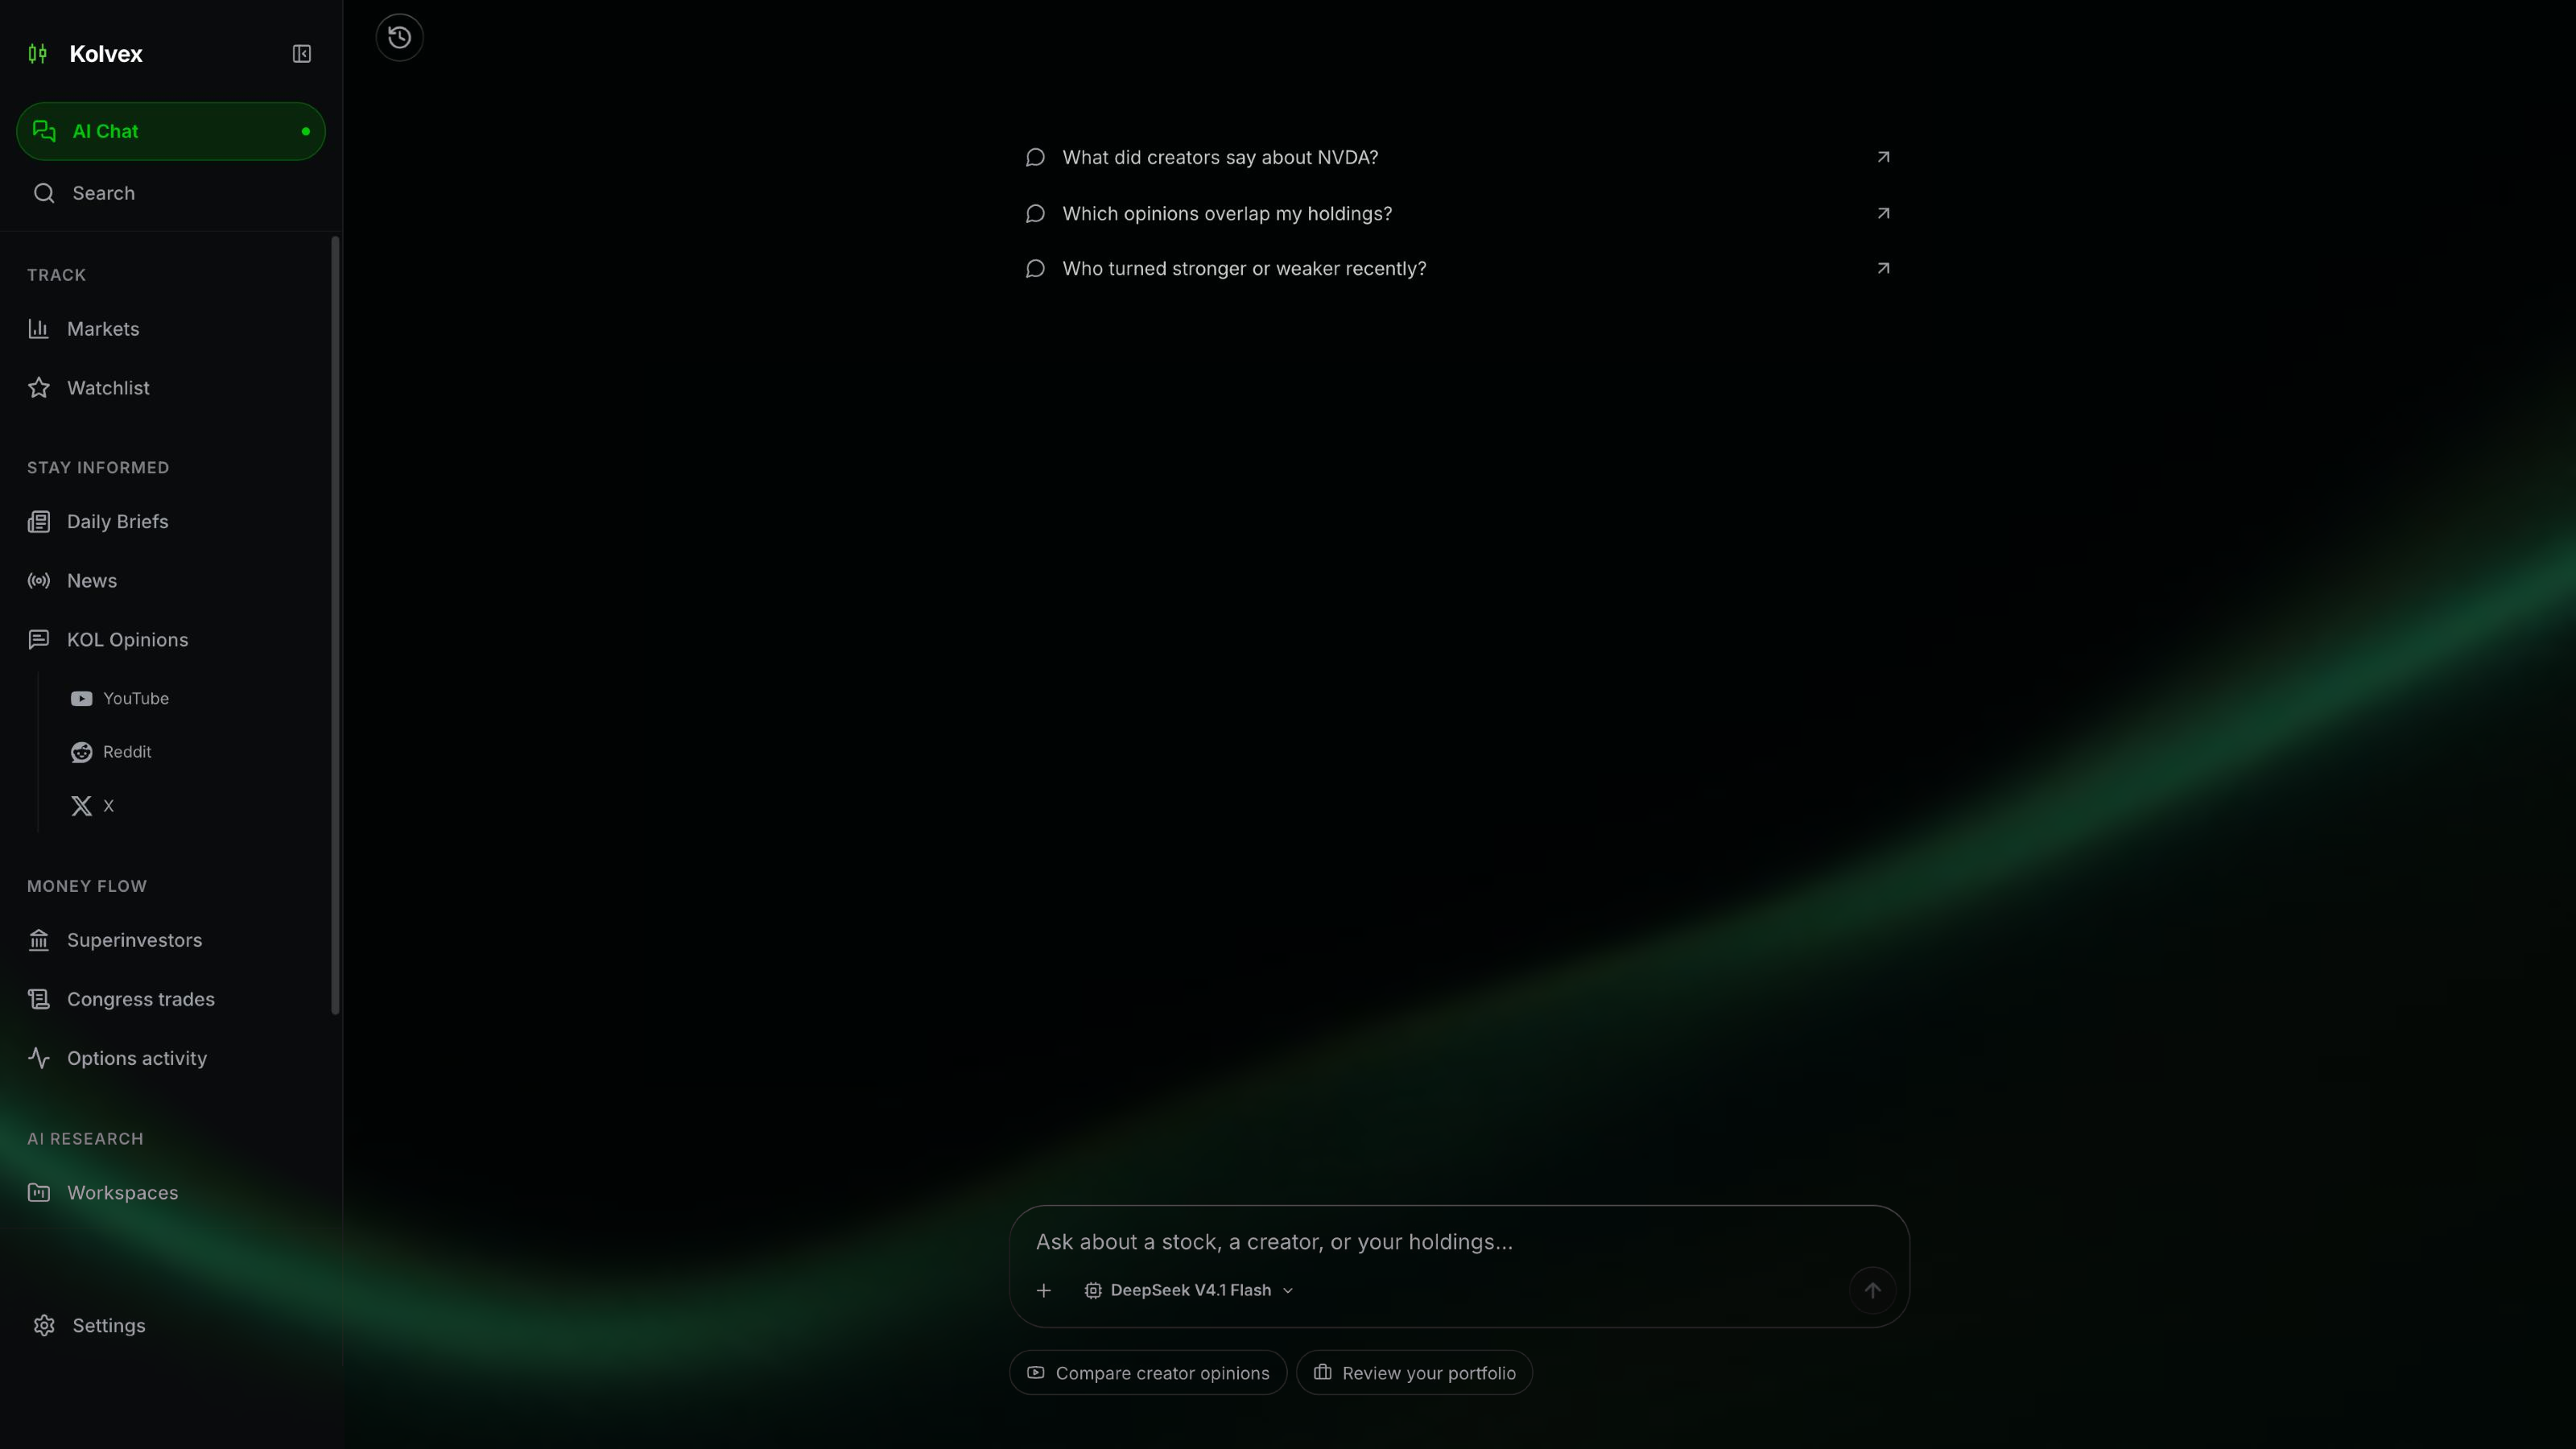 Kolvex
AI Chat
Search
TRACK
Markets
Watchlist
STAY INFORMED
Daily Briefs
News
KOL Opinions
YouTube
Reddit
X
MONEY FLOW
Superinvestors
Congress trades
Options activity
AI RESEARCH
Workspaces
Settings
What did creators say about NVDA?
Which opinions overlap my holdings?
Who turned stronger or weaker recently?
Ask about a stock, a creator, or your holdings...
DeepSeek V4.1 Flash
Compare creator opinions
Review your portfolio